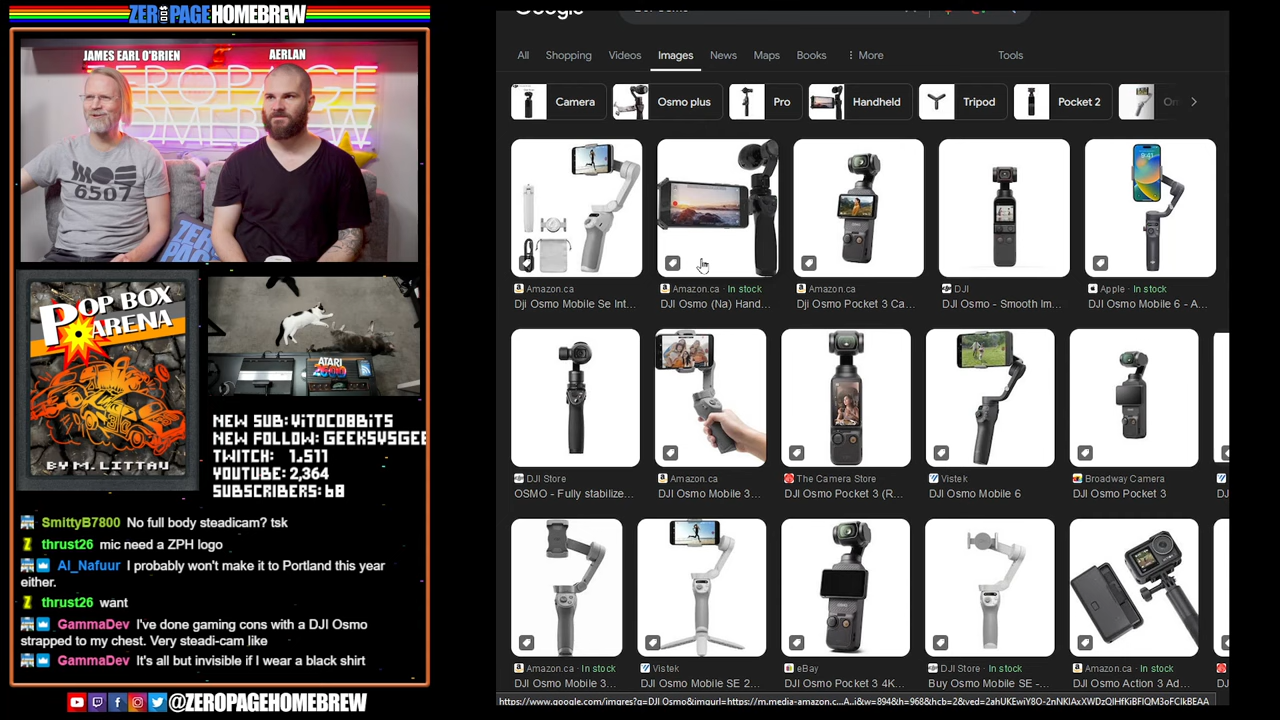 ZEROPAGEHOMEBREW
JAMES EARL O'BRIEN
AERLAN
6507
POP BOX
ARENA
BY M. LITTAU
ATARI
2600
NEW SUB: VITOCO8BITS
NEW FOLLOW: GEEKSVSGEE
TWITCH: 1,511
YOUTUBE: 2,364
SUBSCRIBERS: 68
SmittyB7800 No full body steadicam? tsk
thrust26 mic need a ZPH logo
Al_Nafuur I probably won't make it to Portland this year
either.
thrust26 want
GammaDev I've done gaming cons with a DJI Osmo
strapped to my chest. Very steadi-cam like
GammaDev It's all but invisible if I wear a black shirt
@ZEROPAGEHOMEBREW
Google
All Shopping Videos Images News Maps Books More Tools
Camera Osmo plus Pro Handheld Tripod Pocket 2
Amazon.ca
Dji Osmo Mobile Se Int...
Amazon.ca · In stock
DJI Osmo (Na) Hand...
Amazon.ca
Dji Osmo Pocket 3 Ca...
DJI
DJI Osmo - Smooth Im...
Apple · In stock
DJI Osmo Mobile 6 - A...
DJI Store
OSMO - Fully stabilize...
Amazon.ca
DJI Osmo Mobile 3...
The Camera Store
DJI Osmo Pocket 3 (R...
Vistek
DJI Osmo Mobile 6
Broadway Camera
DJI Osmo Pocket 3
Amazon.ca · In stock
DJI Osmo Mobile 3...
Vistek
DJI Osmo Mobile SE 2...
eBay
DJI Osmo Pocket 3 4K...
DJI Store · In stock
Buy Osmo Mobile SE -...
Amazon.ca · In stock
DJI Osmo Action 3 Ad...